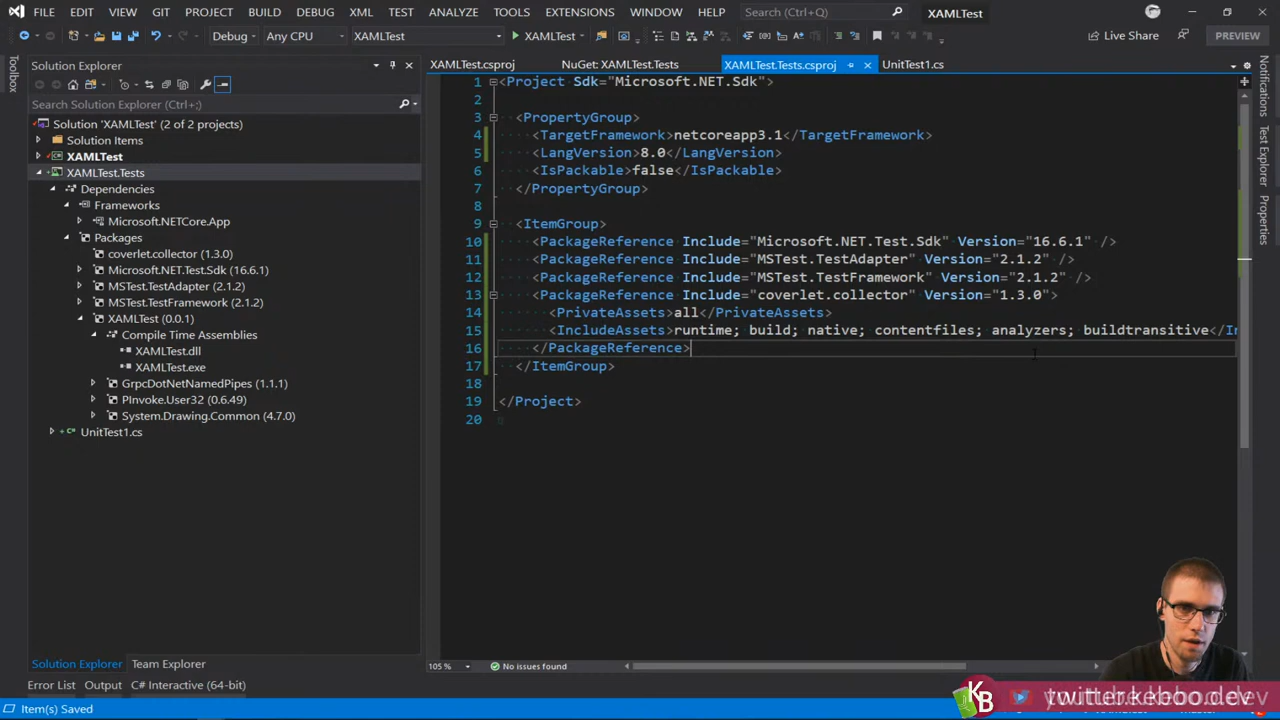 FILE EDIT VIEW GIT PROJECT BUILD DEBUG XML TEST ANALYZE TOOLS EXTENSIONS WINDOW HELP Search (Ctrl+Q) XAMLTest
Debug Any CPU XAMLTest XAMLTest Live Share PREVIEW
Toolbox
Solution Explorer
Search Solution Explorer (Ctrl+;)
Solution 'XAMLTest' (2 of 2 projects)
Solution Items
XAMLTest
XAMLTest.Tests
Dependencies
Frameworks
Microsoft.NETCore.App
Packages
coverlet.collector (1.3.0)
Microsoft.NET.Test.Sdk (16.6.1)
MSTest.TestAdapter (2.1.2)
MSTest.TestFramework (2.1.2)
XAMLTest (0.0.1)
Compile Time Assemblies
XAMLTest.dll
XAMLTest.exe
GrpcDotNetNamedPipes (1.1.1)
PInvoke.User32 (0.6.49)
System.Drawing.Common (4.7.0)
UnitTest1.cs
Solution Explorer Team Explorer
XAMLTest.csproj NuGet: XAMLTest.Tests XAMLTest.Tests.csproj UnitTest1.cs
1 <Project Sdk="Microsoft.NET.Sdk">
2
3 <PropertyGroup>
4 <TargetFramework>netcoreapp3.1</TargetFramework>
5 <LangVersion>8.0</LangVersion>
6 <IsPackable>false</IsPackable>
7 </PropertyGroup>
8
9 <ItemGroup>
10 <PackageReference Include="Microsoft.NET.Test.Sdk" Version="16.6.1" />
11 <PackageReference Include="MSTest.TestAdapter" Version="2.1.2" />
12 <PackageReference Include="MSTest.TestFramework" Version="2.1.2" />
13 <PackageReference Include="coverlet.collector" Version="1.3.0">
14 <PrivateAssets>all</PrivateAssets>
15 <IncludeAssets>runtime; build; native; contentfiles; analyzers; buildtransitive</In
16 </PackageReference>
17 </ItemGroup>
18
19 </Project>
20
105 % No issues found
Notifications
Test Explorer
Properties
Error List Output C# Interactive (64-bit)
Item(s) Saved
KB